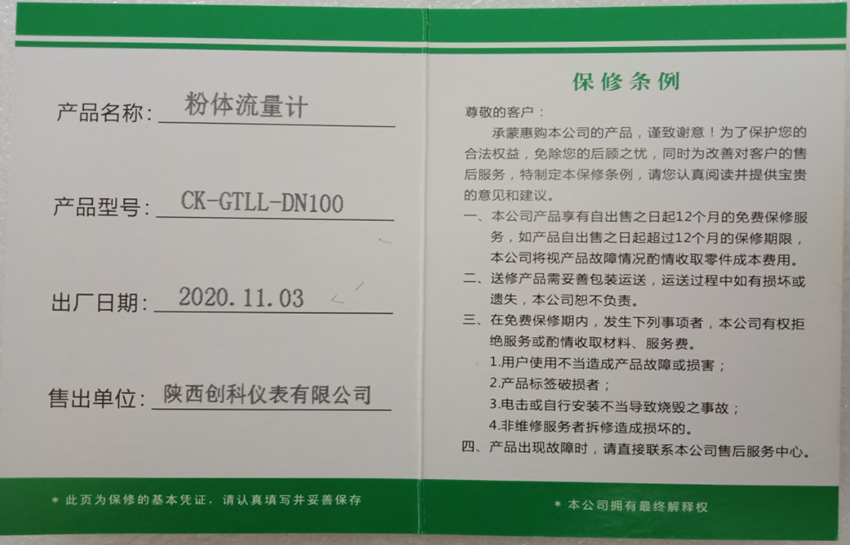 产品名称：粉体流量计
产品型号：CK-GTLL-DN100
出厂日期：2020.11.03
售出单位：陕西创科仪表有限公司
* 此页为保修的基本凭证，请认真填写并妥善保存
保修条例
尊敬的客户：
承蒙惠购本公司的产品，谨致谢意！为了保护您的
合法权益，免除您的后顾之忧，同时为改善对客户的售
后服务，特制定本保修条例，请您认真阅读并提供宝贵
的意见和建议。
一、本公司产品享有自出售之日起12个月的免费保修服
务，如产品自出售之日起超过12个月的保修期限，
本公司将视产品故障情况酌情收取零件成本费用。
二、送修产品需妥善包装运送，运送过程中如有损坏或
遗失，本公司恕不负责。
三、在免费保修期内，发生下列事项者，本公司有权拒
绝服务或酌情收取材料、服务费。
1.用户使用不当造成产品故障或损害；
2.产品标签破损者；
3.电击或自行安装不当导致烧毁之事故；
4.非维修服务者拆修造成损坏的。
四、产品出现故障时，请直接联系本公司售后服务中心。
* 本公司拥有最终解释权